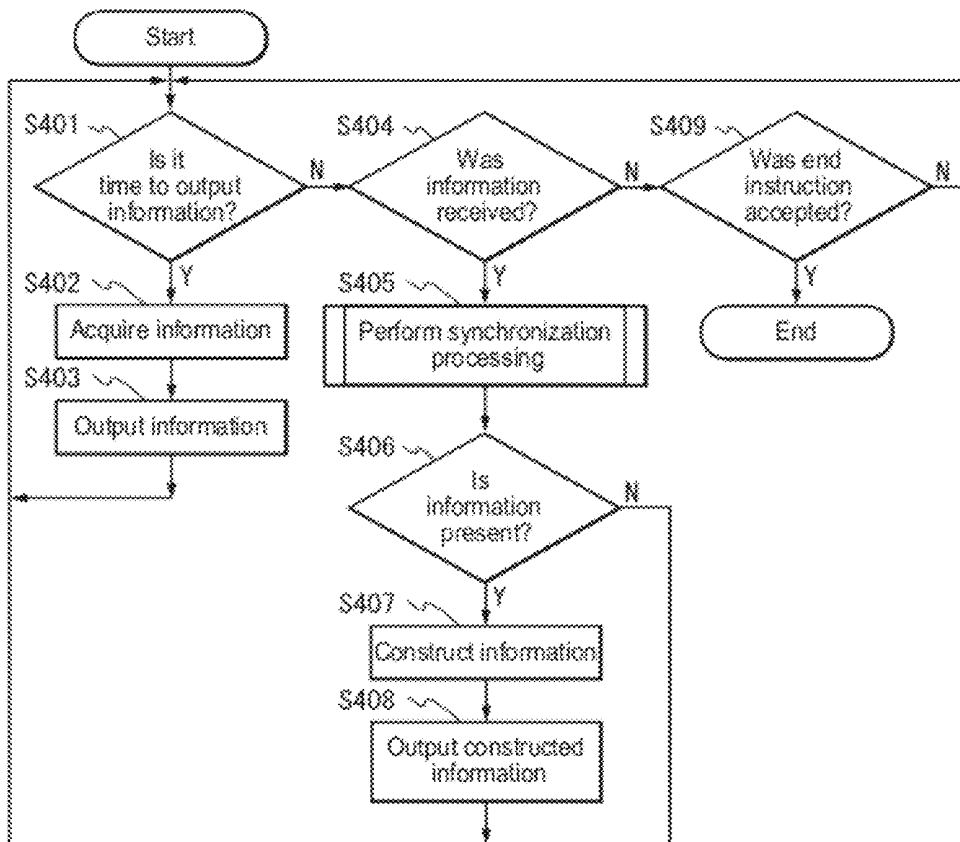 Start
S401
Is it
time to output
information?
N
Y
S404
Was
information
received?
N
Y
S409
Was end
instruction
accepted?
N
Y
S402
Acquire information
S403
Output information
S405
Perform synchronization
processing
End
S406
Is
information
present?
N
Y
S407
Construct information
S408
Output constructed
information